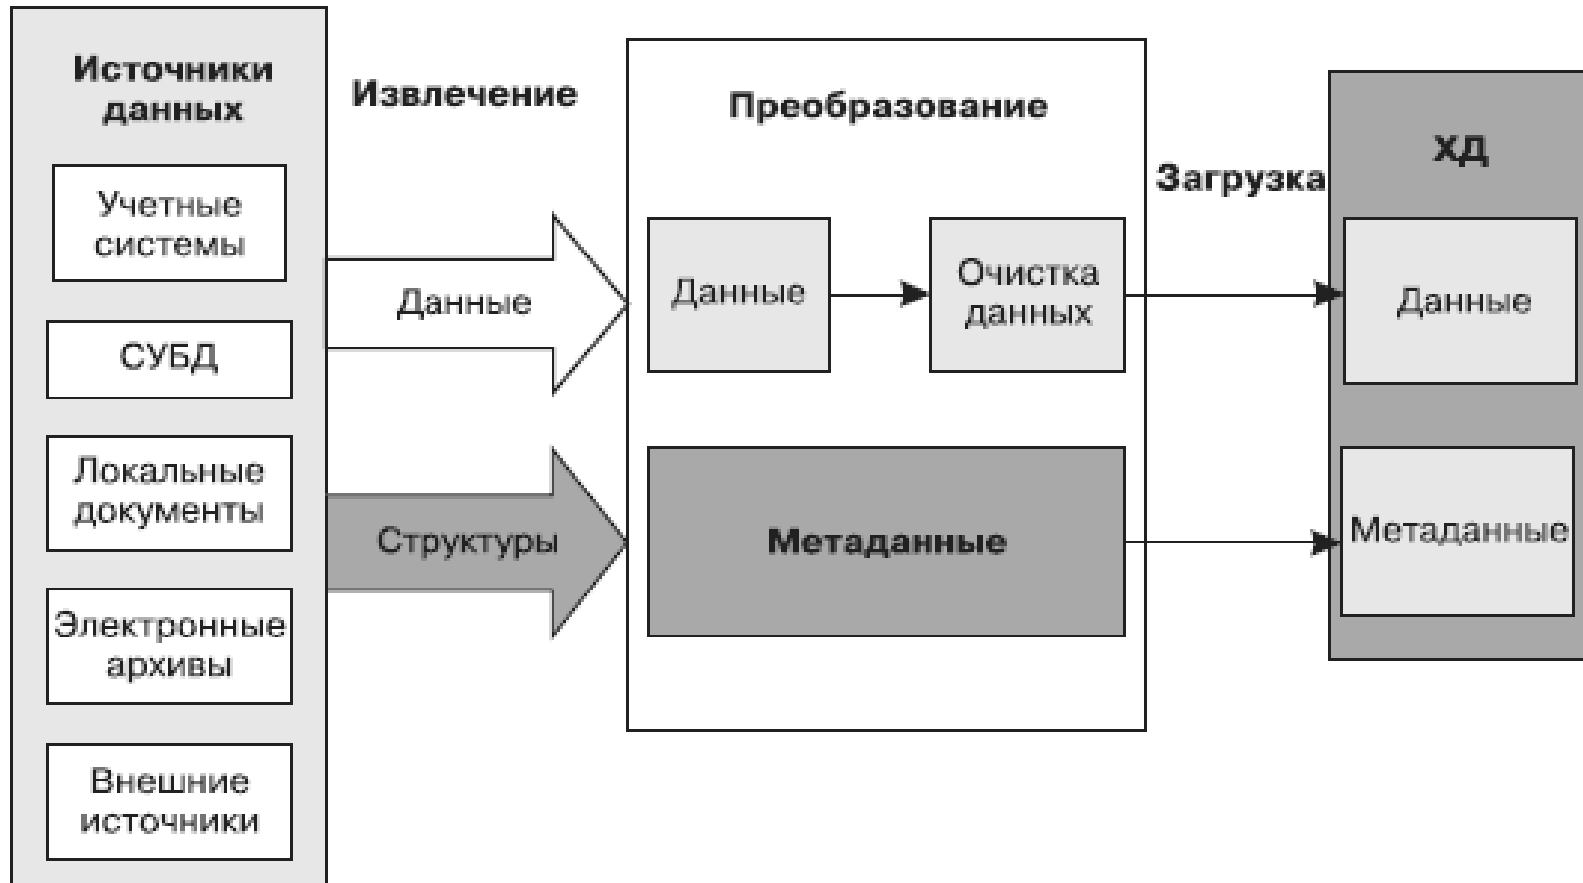 Источники
данных
Учетные
системы
СУБД
Локальные
документы
Электронные
архивы
Внешние
источники
Извлечение
Данные
Структуры
Преобразование
Данные
Очистка
данных
Метаданные
Загрузка
ХД
Данные
Метаданные